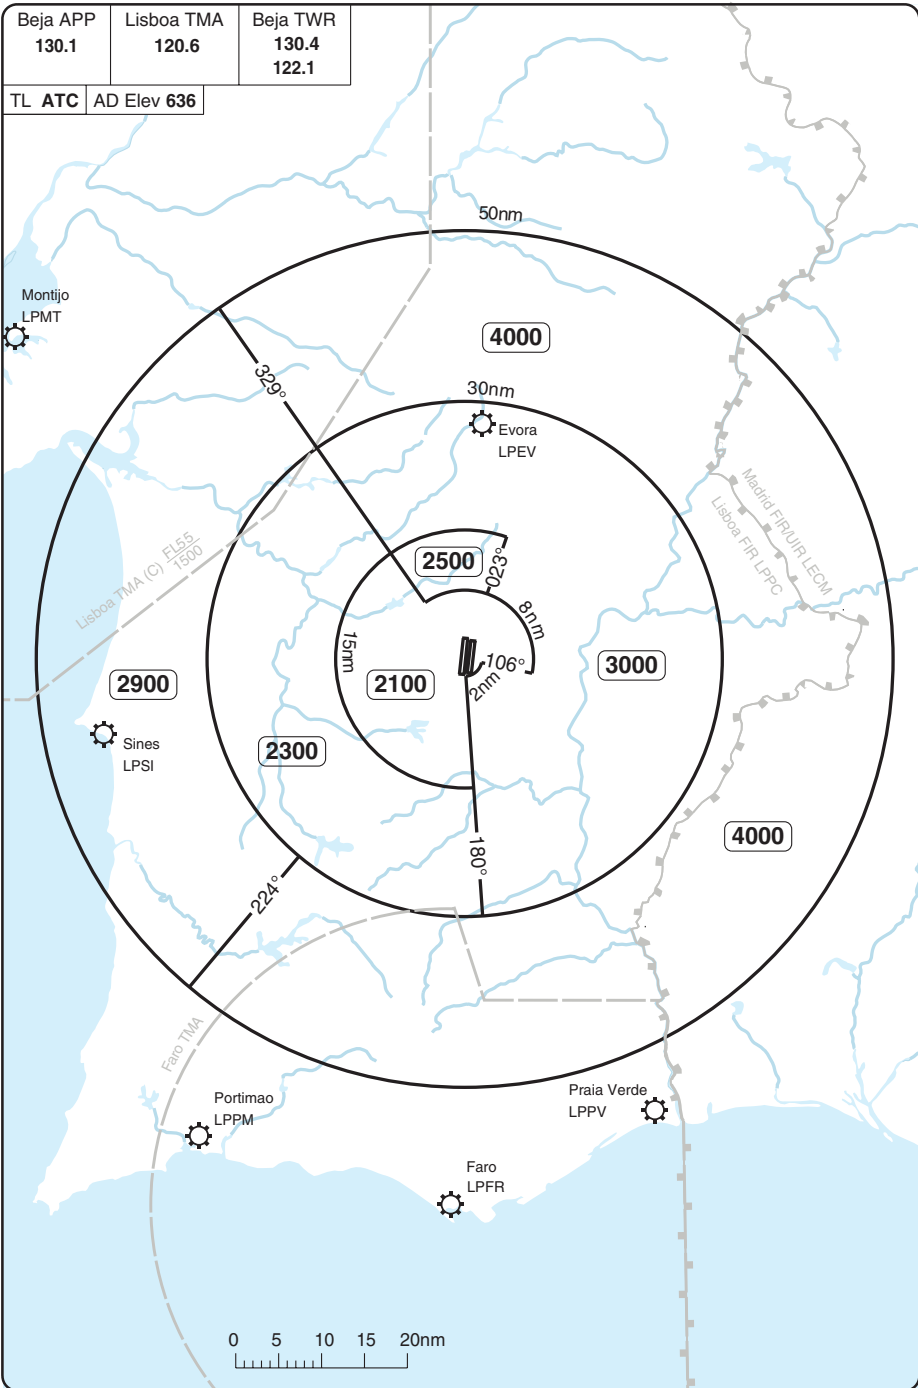 Beja APP
130.1
Lisboa TMA
120.6
Beja TWR
130.4
122.1
TL ATC
AD Elev 636
50nm
Montijo
LPMT
4000
329°
30nm
Evora
LPEV
Madrid FIR/UIR LECM
Lisboa FIR LPPC
Lisboa TMA (C) FL55
1500
2500
023°
8nm
15nm
106°
2nm
3000
2900
2100
Sines
LPSI
2300
4000
180°
224°
Faro TMA
Portimao
LPPM
Praia Verde
LPPV
Faro
LPFR
0 5 10 15 20nm